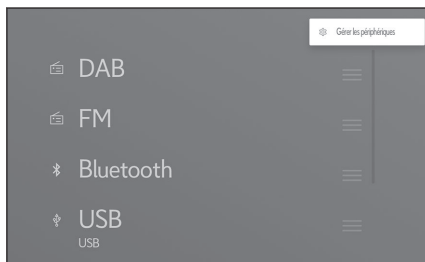 Gérer les périphériques
DAB
FM
Bluetooth
USB
USB